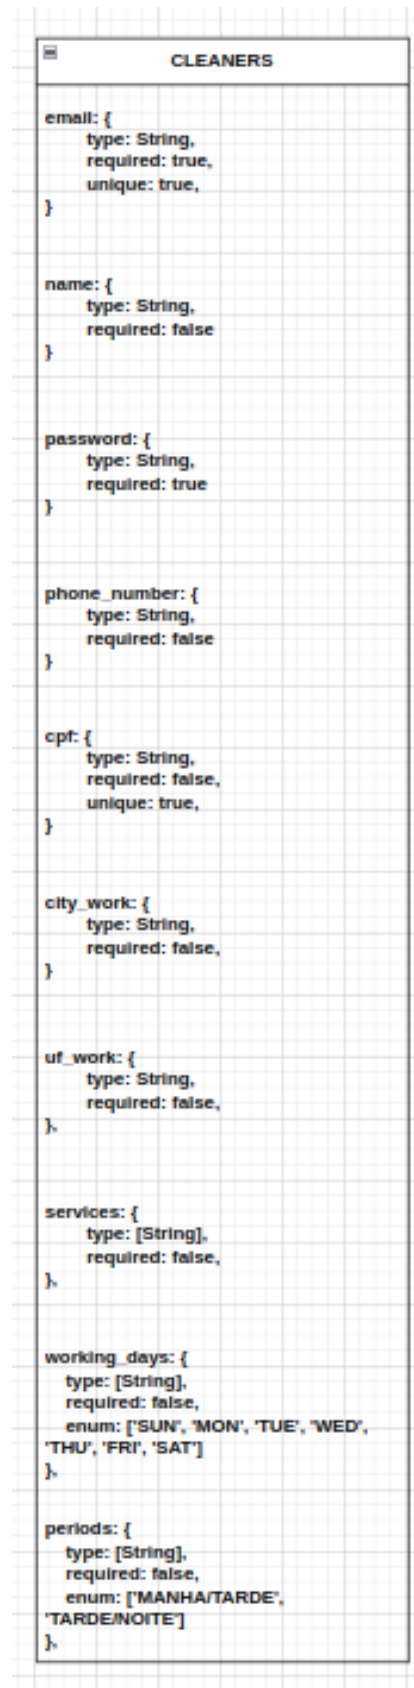 CLEANERS
email: {
type: String,
required: true,
unique: true,
}
name: {
type: String,
required: false
}
password: {
type: String,
required: true
}
phone_number: {
type: String,
required: false
}
cpf: {
type: String,
required: false,
unique: true,
}
city_work: {
type: String,
required: false,
}
uf_work: {
type: String,
required: false,
},
services: {
type: [String],
required: false,
},
working_days: {
type: [String],
required: false,
enum: ['SUN', 'MON', 'TUE', 'WED',
'THU', 'FRI', 'SAT']
},
periods: {
type: [String],
required: false,
enum: ['MANHA/TARDE',
'TARDE/NOITE']
},